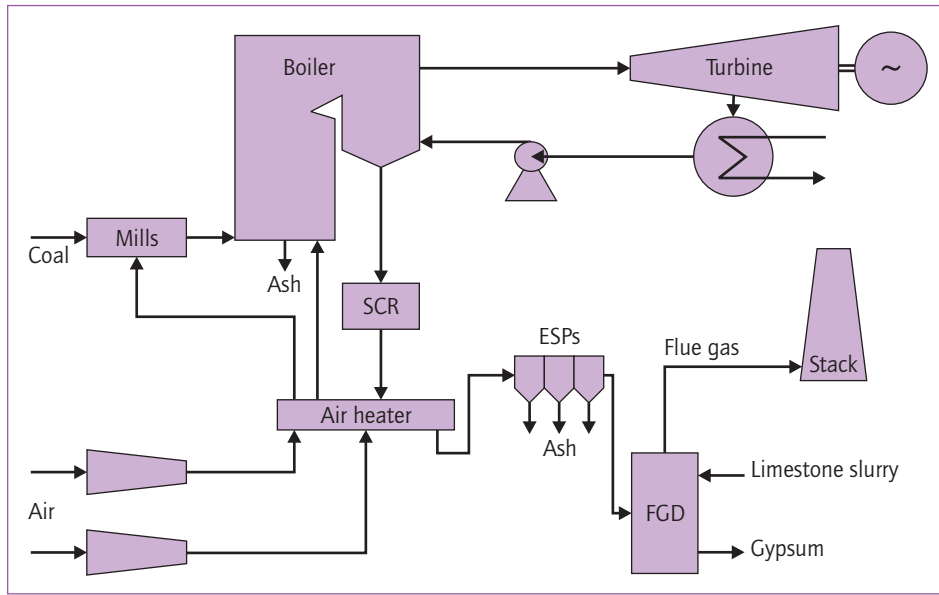 Boiler
Turbine
~
Mills
Coal
Ash
SCR
ESPs
Flue gas
Stack
Air heater
Ash
Limestone slurry
Air
FGD
Gypsum